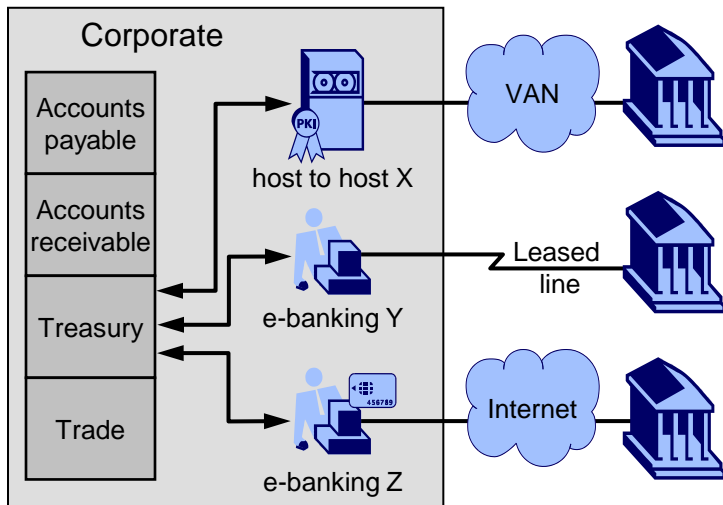 Corporate
Accounts
payable
Accounts
receivable
Treasury
Trade
PKI
host to host X
e-banking Y
456789
e-banking Z
VAN
Leased
line
Internet